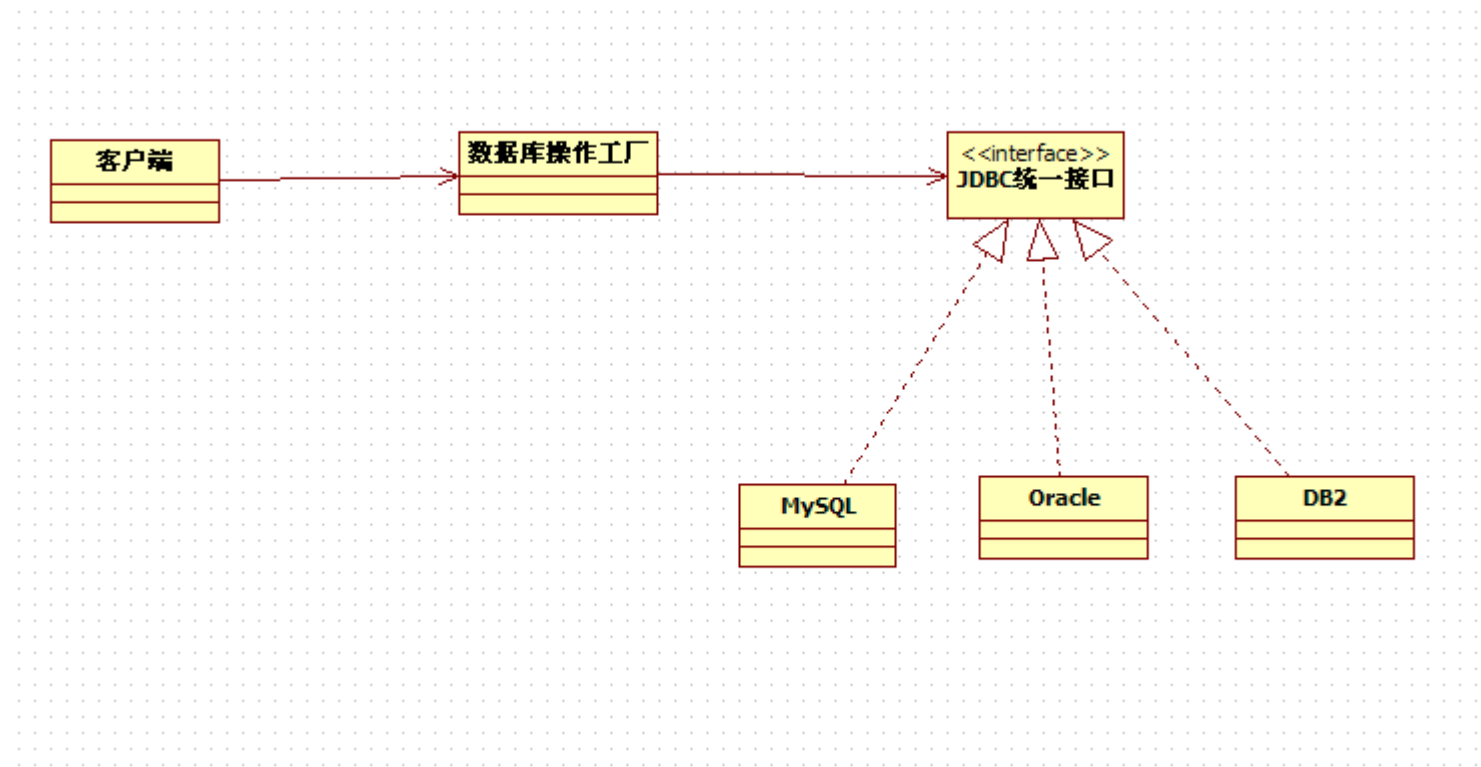 客户端
数据库操作工厂
<<interface>>
JDBC统一接口
MySQL
Oracle
DB2